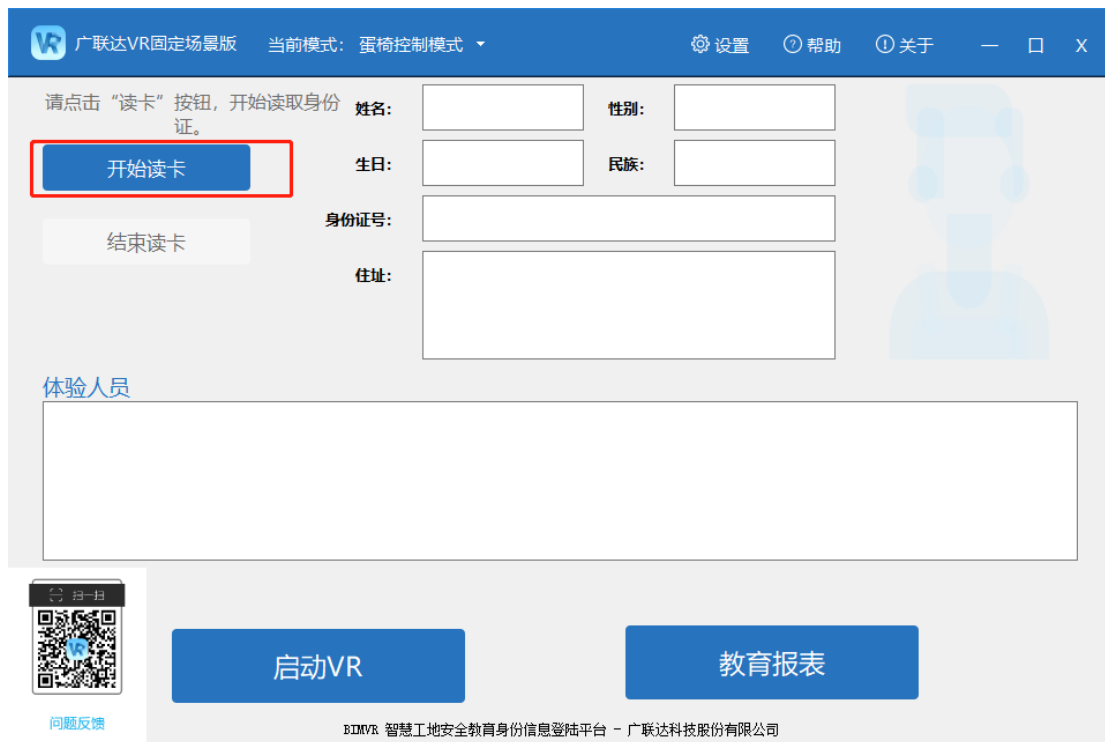 VR 广联达VR固定场景版 当前模式: 蛋椅控制模式 设置 帮助 关于 — 口 X
请点击“读卡”按钮, 开始读取身份
证。
姓名: 性别:
开始读卡 生日: 民族:
身份证号:
结束读卡
住址:
体验人员
扫一扫
VR
启动VR 教育报表
问题反馈
BIMVR 智慧工地安全教育身份信息登陆平台 - 广联达科技股份有限公司